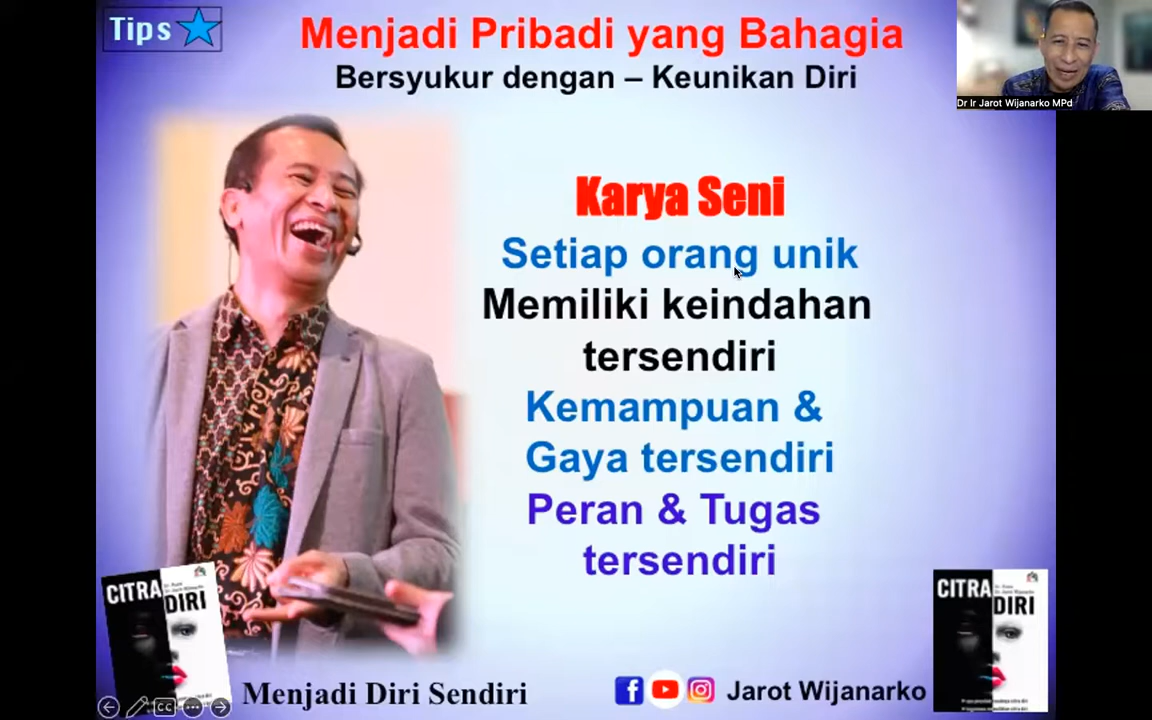 Tips
Menjadi Pribadi yang Bahagia
Bersyukur dengan – Keunikan Diri
Dr Ir Jarot Wijanarko MPd
Karya Seni
Setiap orang unik
Memiliki keindahan
tersendiri
Kemampuan &
Gaya tersendiri
Peran & Tugas
tersendiri
CITRA
DIRI
CITRA
DIRI
Menjadi Diri Sendiri
Jarot Wijanarko
CC